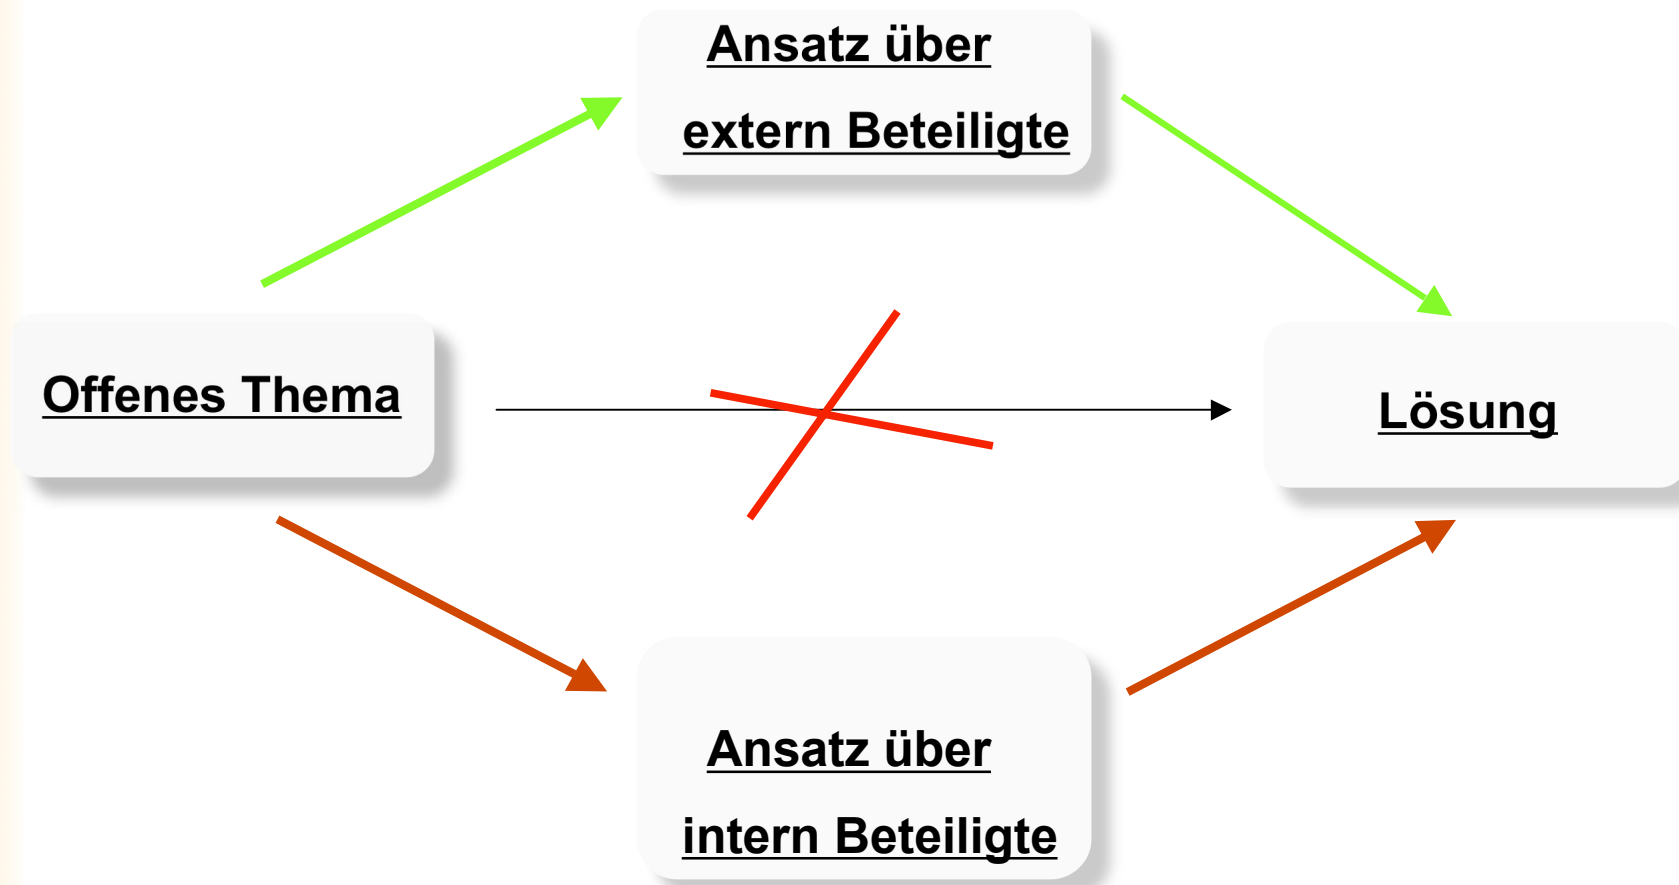 Ansatz über
extern Beteiligte
Offenes Thema
Lösung
Ansatz über
intern Beteiligte